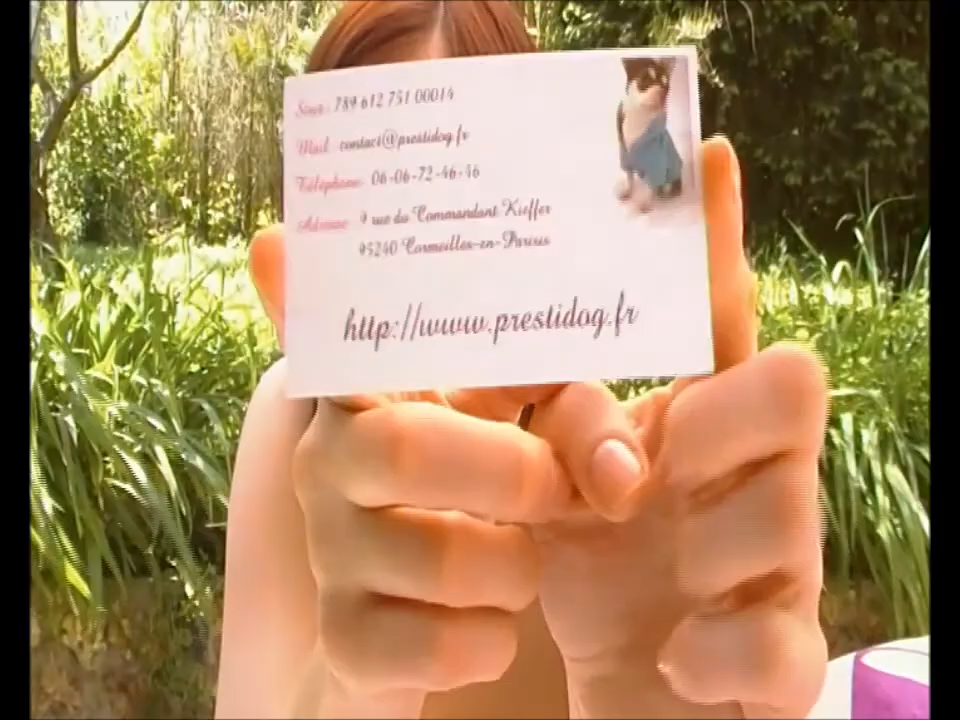 Siret: 789 612 751 00014
Mail: contact@prestidog.fr
Téléphone: 06-06-72-46-46
Adresse: 9 rue du Commandant Kieffer
95240 Cormeilles-en-Parisis
http://www.prestidog.fr